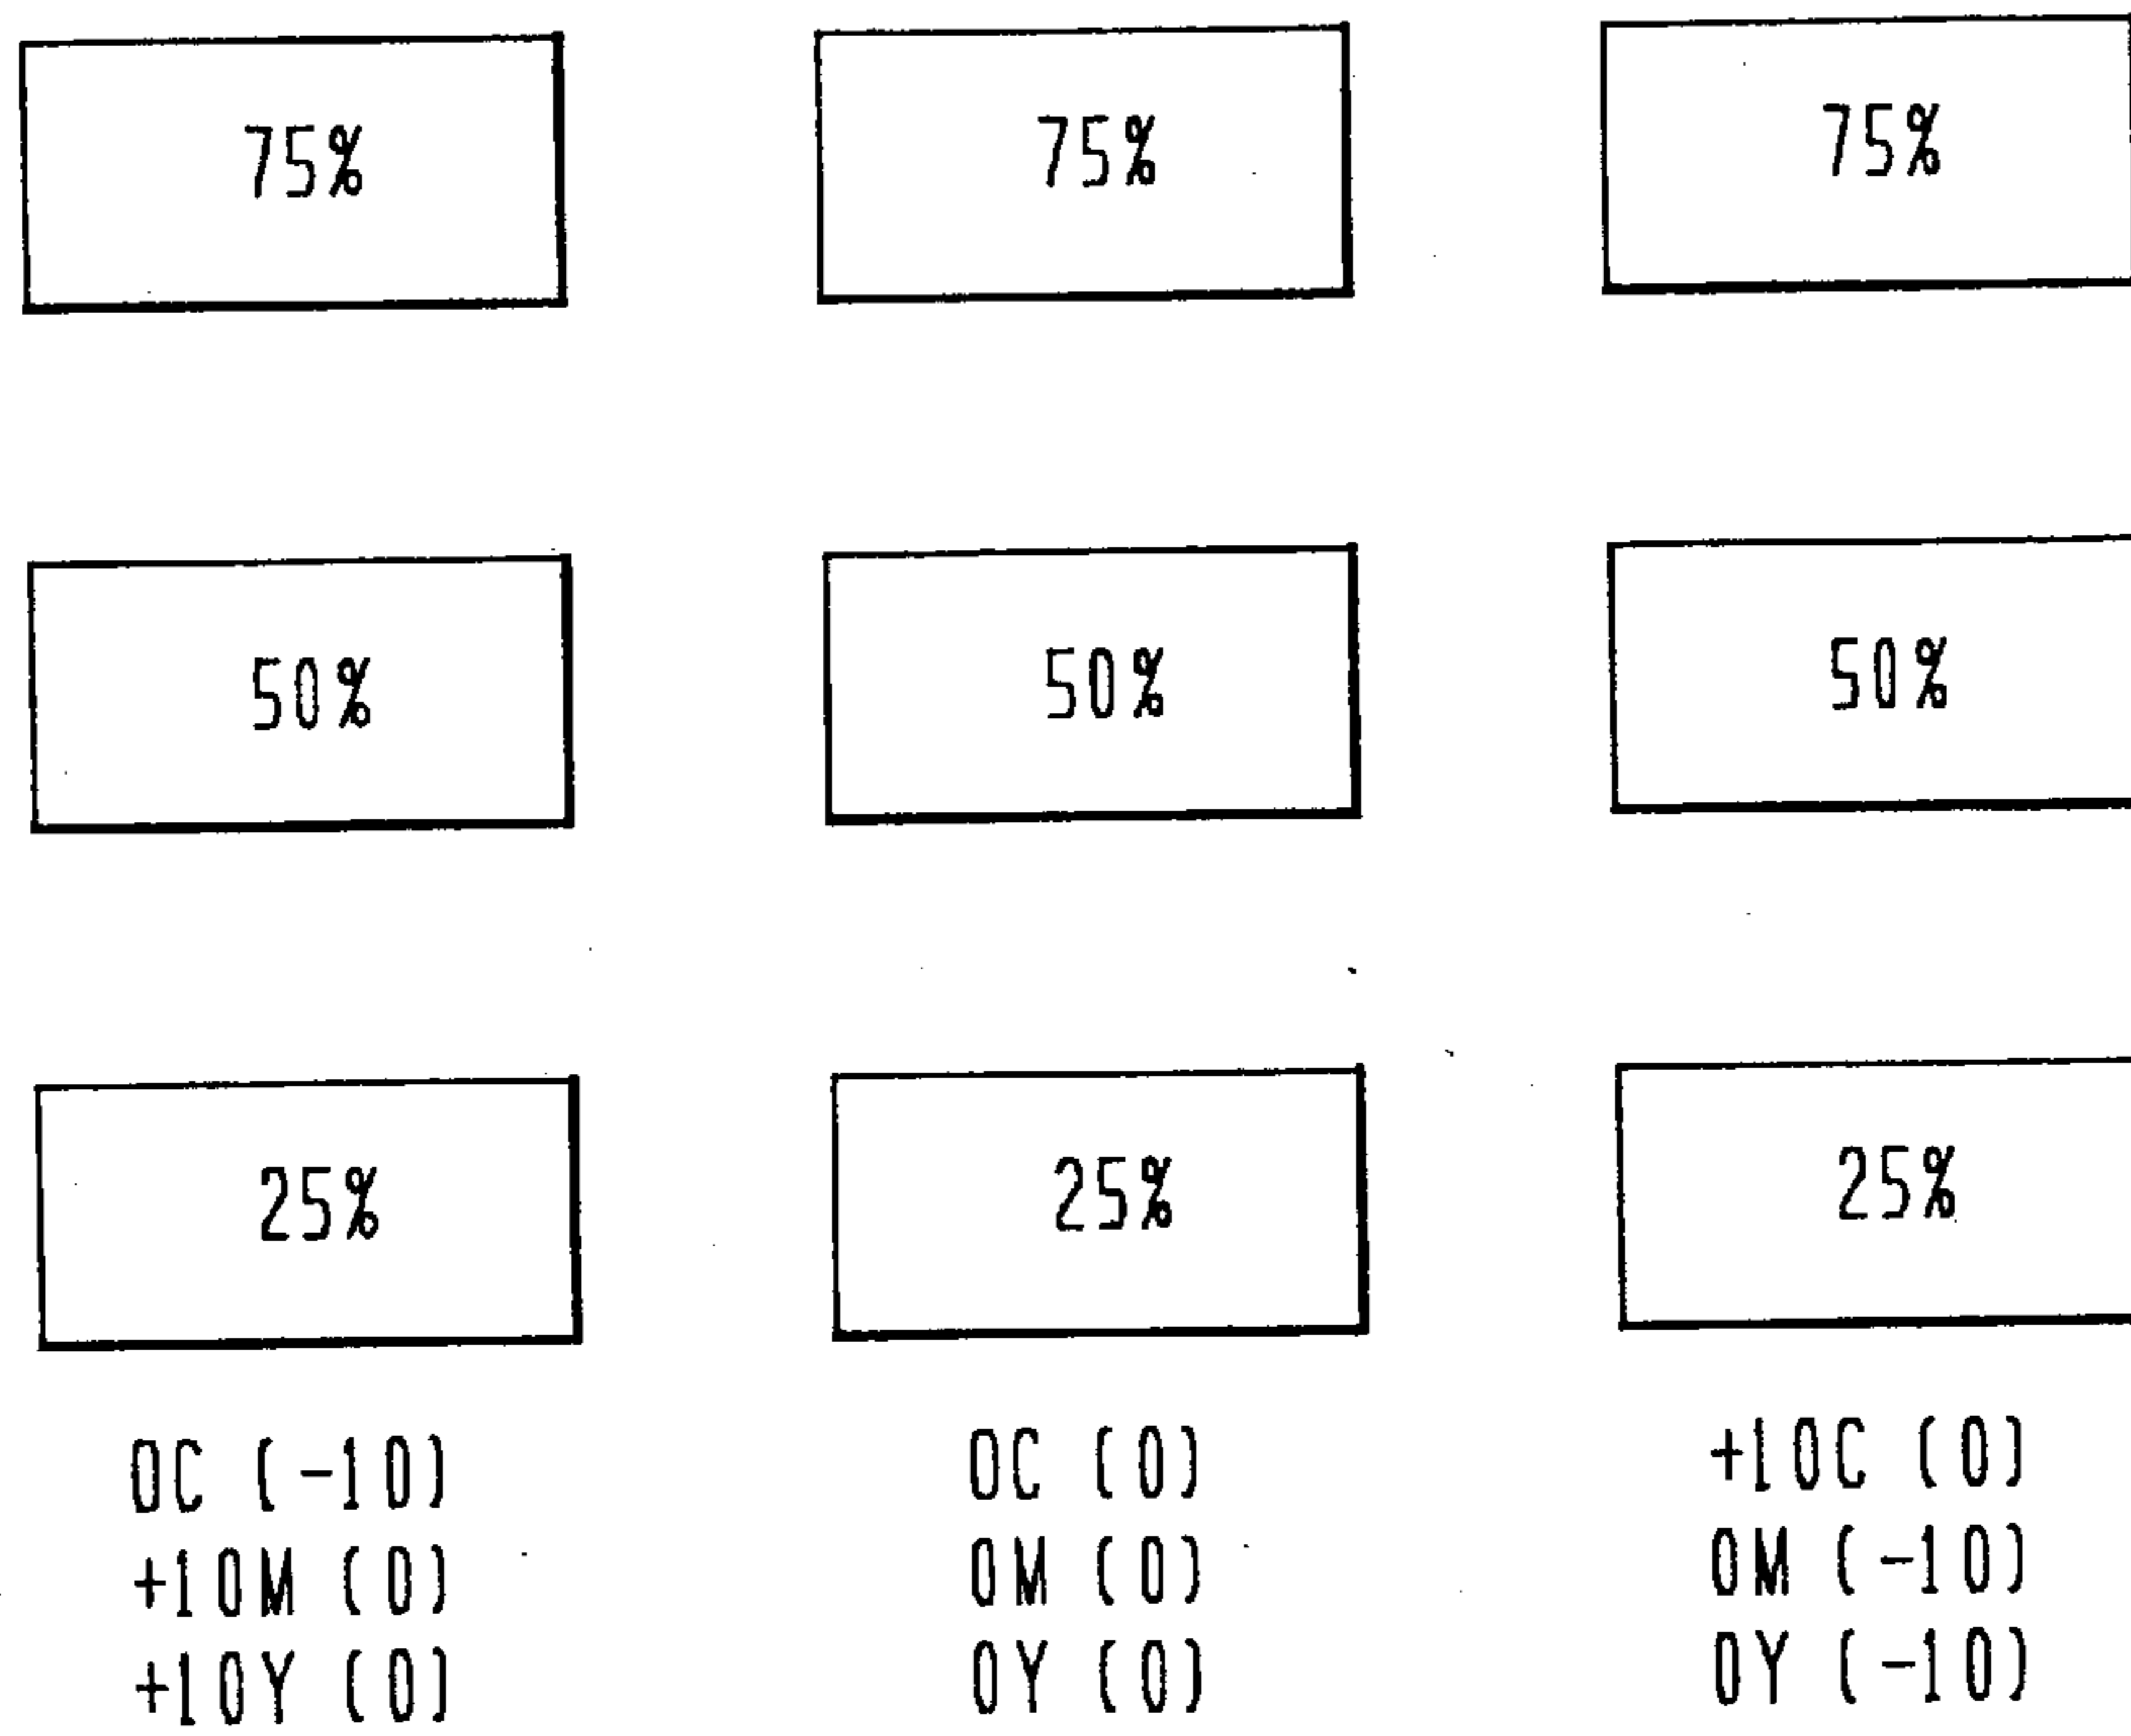 75% 75% 75%
50% 50% 50%
25% 25% 25%
0C (-10) 0C (0) +10C (0)
+10M (0) 0M (0) 0M (-10)
+10Y (0) 0Y (0) 0Y (-10)